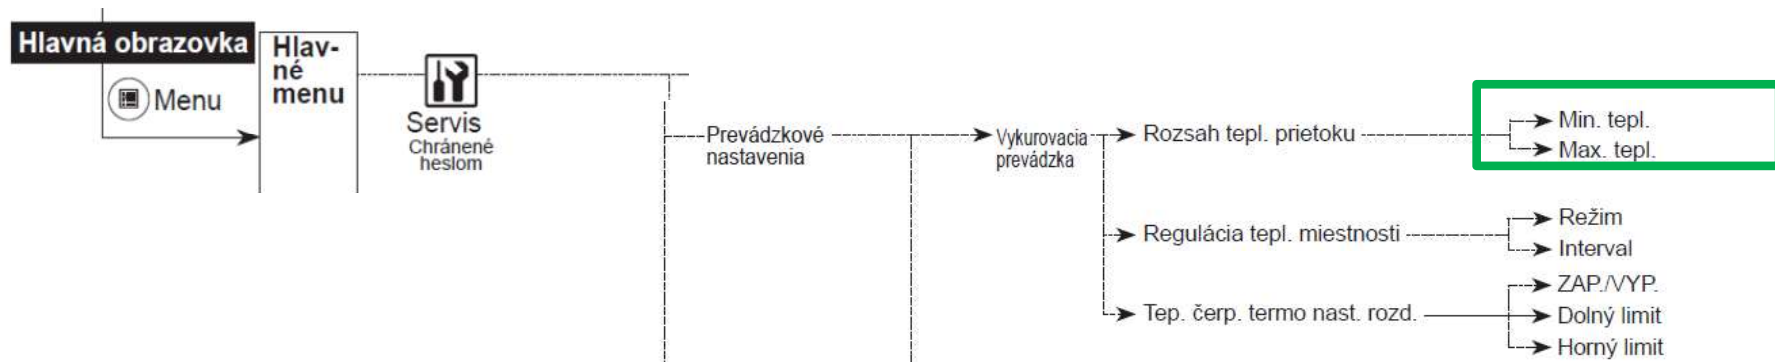 Hlavná obrazovka
Menu
Hlav-
né
menu
Servis
Chránené
heslom
Prevádzkové
nastavenia
Vykurovacia
prevádzka
Rozsah tepl. prietoku
Min. tepl.
Max. tepl.
Regulácia tepl. miestnosti
Režim
Interval
Tep. čerp. termo nast. rozd.
ZAP./VYP.
Dolný limit
Horný limit